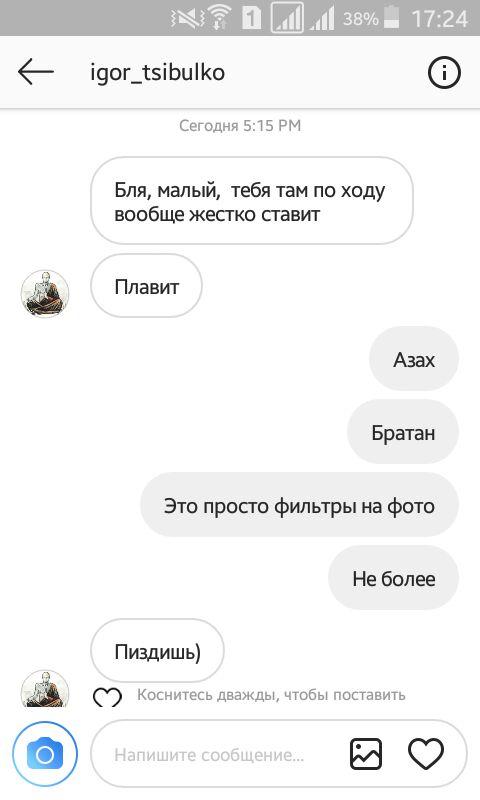 1
38%
17:24
igor_tsibulko
Сегодня 5:15 PM
Бля, малый, тебя там по ходу
вообще жестко ставит
Плавит
Азах
Братан
Это просто фильтры на фото
Не более
Пиздишь)
Коснитесь дважды, чтобы поставить
Напишите сообщение...